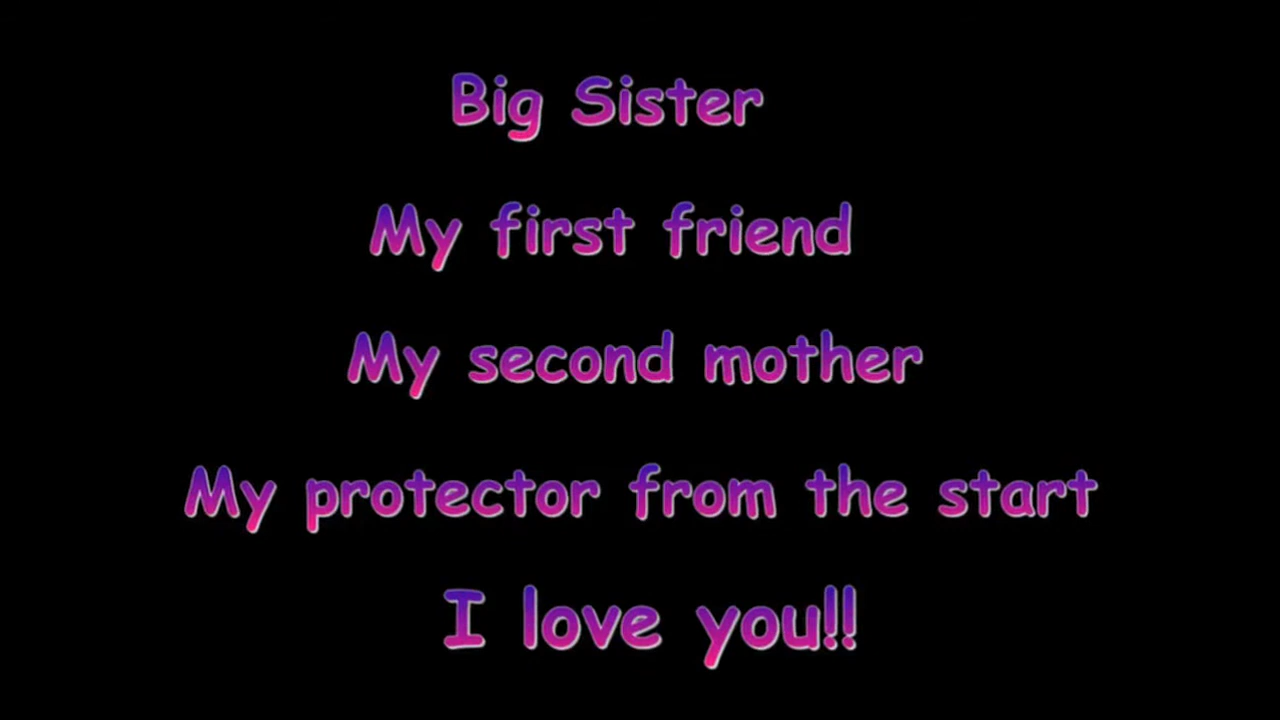 Big Sister
My first friend
My second mother
My protector from the start
I love you!!